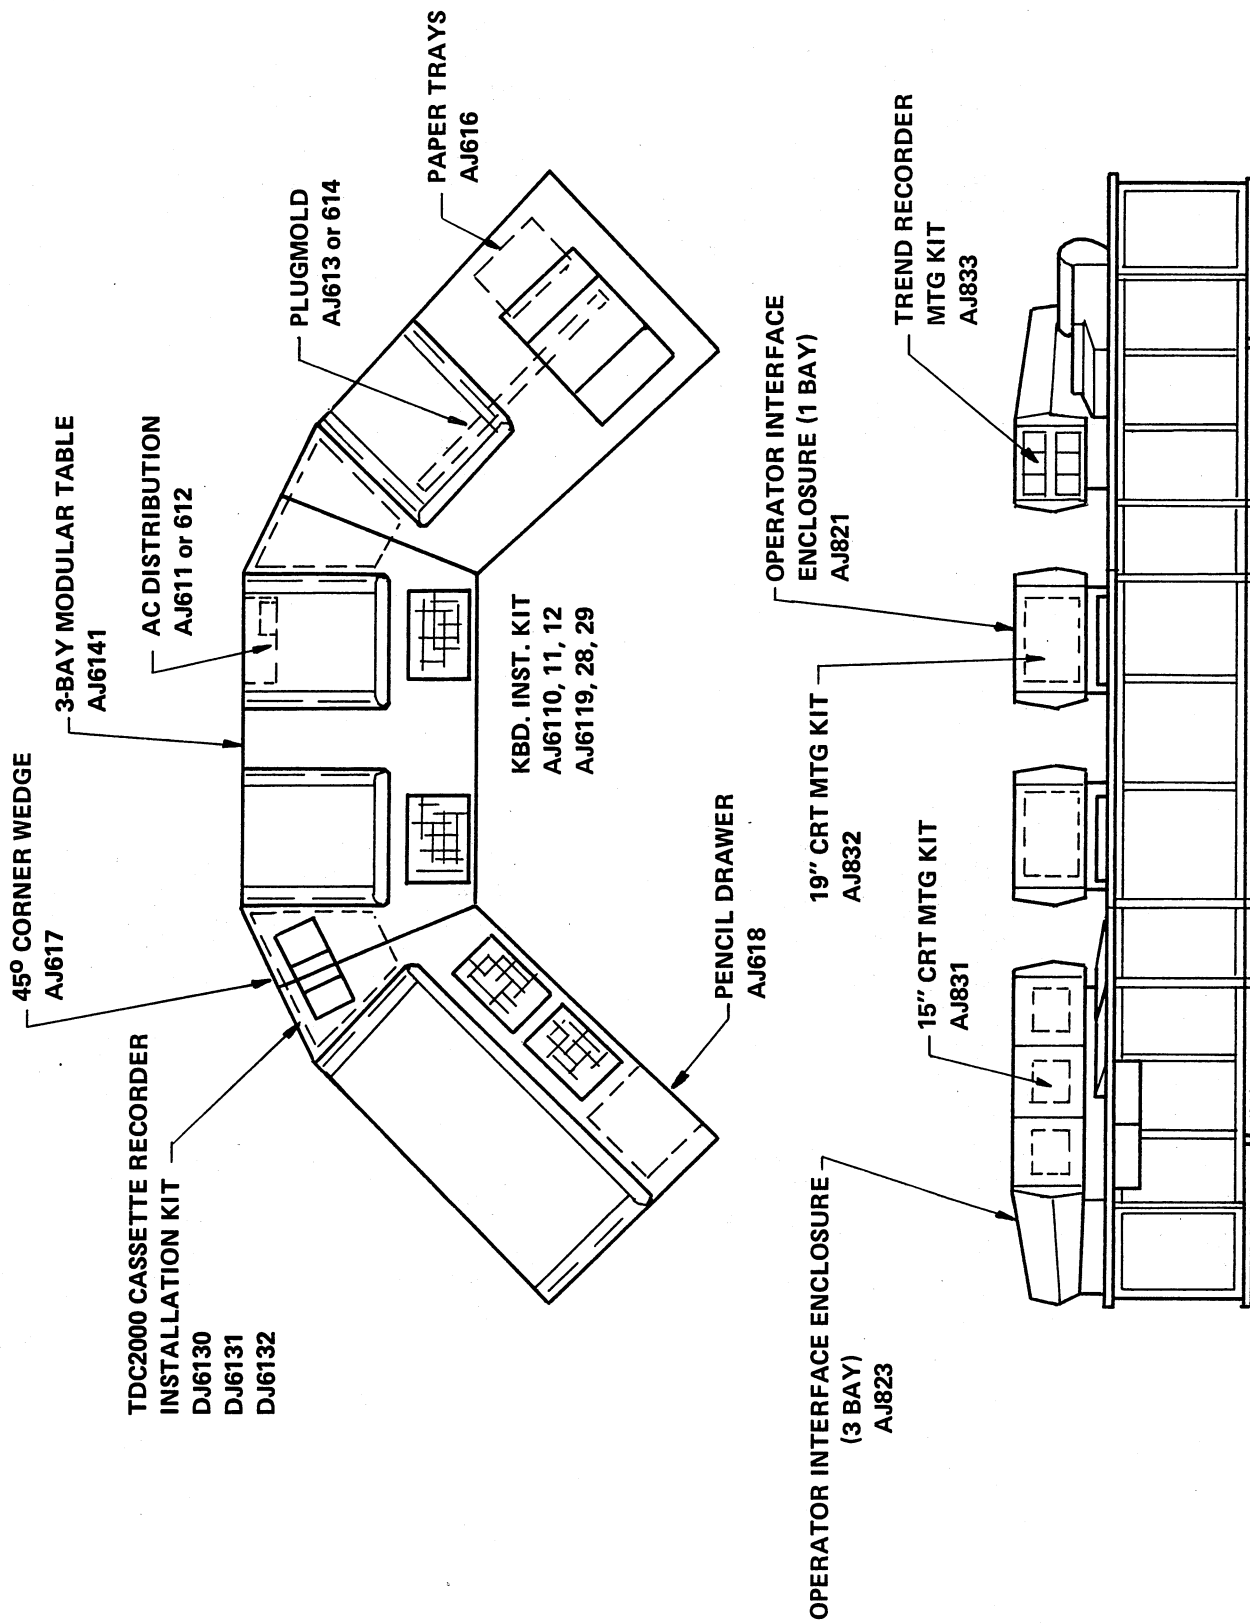 45º CORNER WEDGE
AJ617
3-BAY MODULAR TABLE
AJ6141
AC DISTRIBUTION
AJ611 or 612
PLUGMOLD
AJ613 or 614
PAPER TRAYS
AJ616
TDC2000 CASSETTE RECORDER
INSTALLATION KIT
DJ6130
DJ6131
DJ6132
KBD. INST. KIT
AJ6110, 11, 12
AJ6119, 28, 29
PENCIL DRAWER
AJ618
OPERATOR INTERFACE ENCLOSURE
(3 BAY)
AJ823
15" CRT MTG KIT
AJ831
19" CRT MTG KIT
AJ832
OPERATOR INTERFACE
ENCLOSURE (1 BAY)
AJ821
TREND RECORDER
MTG KIT
AJ833